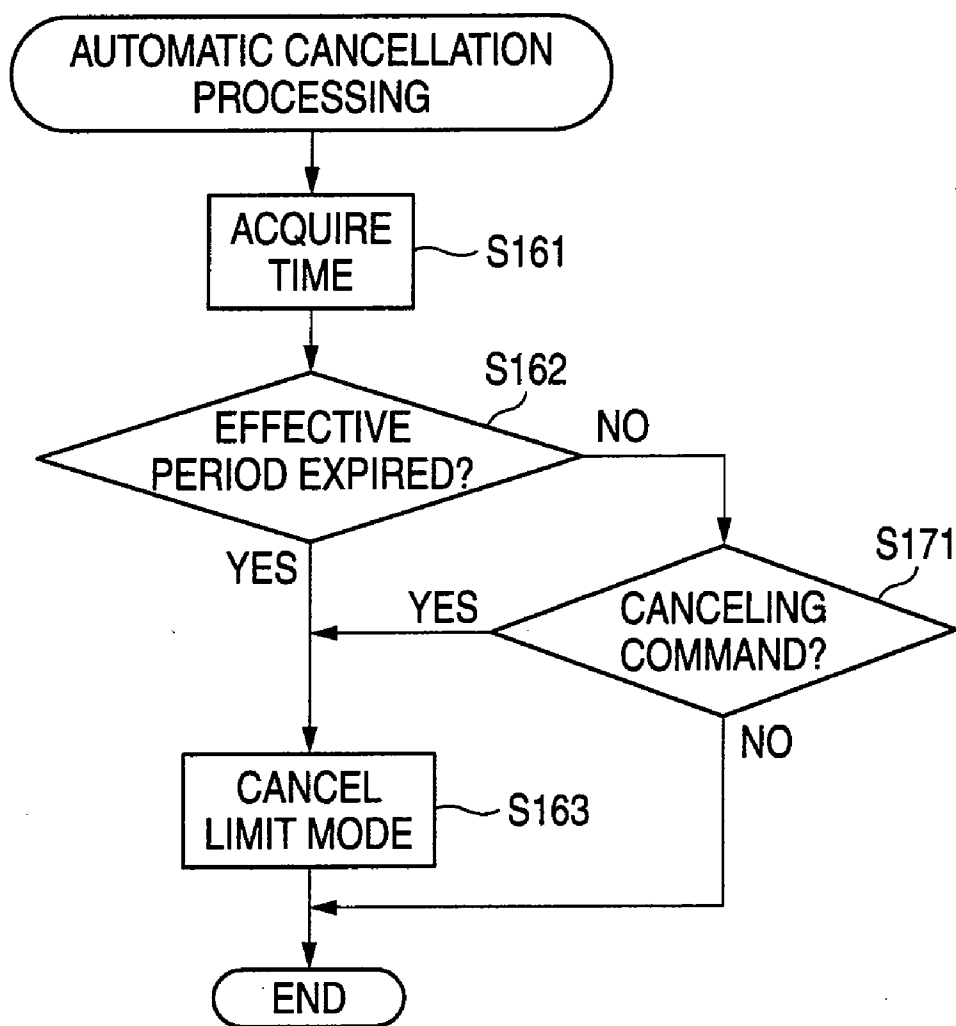 AUTOMATIC CANCELLATION
PROCESSING
ACQUIRE
TIME
S161
S162
EFFECTIVE
PERIOD EXPIRED?
NO
YES
S171
CANCELING
COMMAND?
YES
NO
CANCEL
LIMIT MODE
S163
END